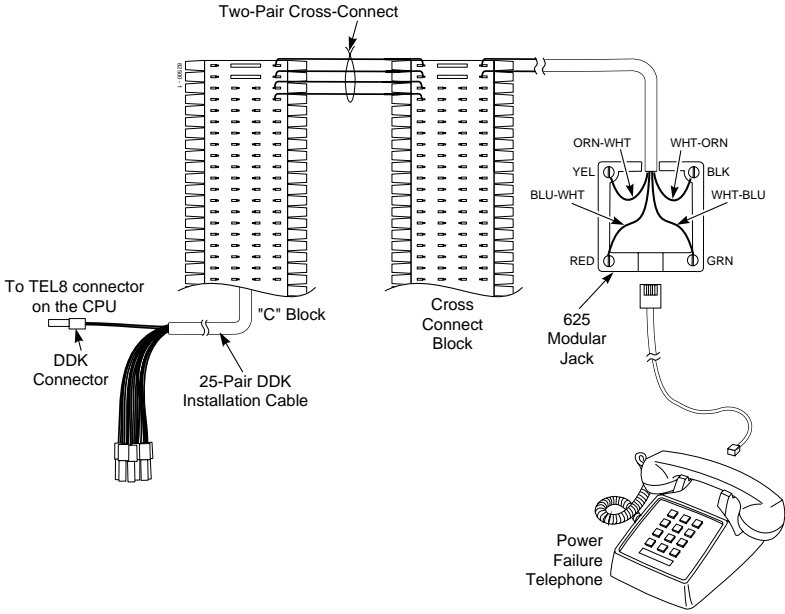 Two-Pair Cross-Connect
92600 - 1
ORN-WHT
WHT-ORN
YEL
BLK
BLU-WHT
WHT-BLU
RED
GRN
To TEL8 connector
on the CPU
"C" Block
Cross
Connect
Block
625
Modular
Jack
DDK
Connector
25-Pair DDK
Installation Cable
Power
Failure
Telephone